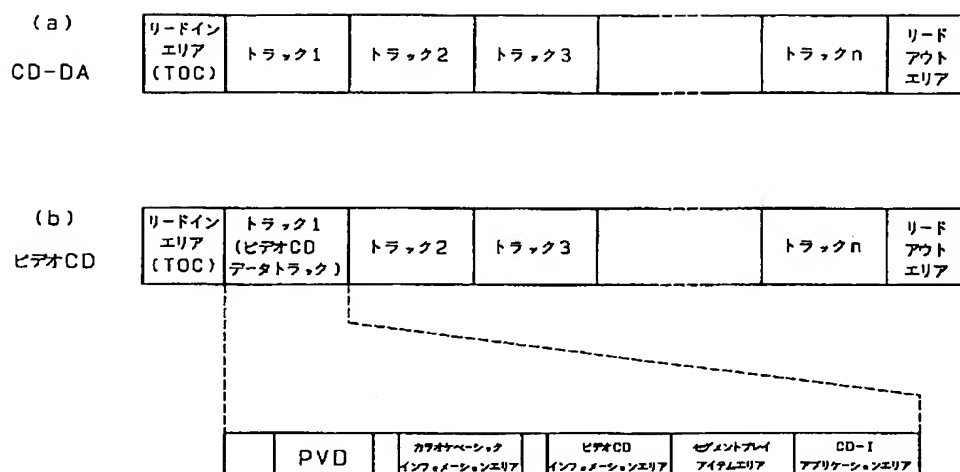 (a)
CD-DA
リードイン
エリア
(TOC)
トラック1
トラック2
トラック3
トラックn
リード
アウト
エリア
(b)
ビデオCD
リードイン
エリア
(TOC)
トラック1
(ビデオCD
データトラック)
トラック2
トラック3
トラックn
リード
アウト
エリア
PVD
カラオケベーシック
インフォメーションエリア
ビデオCD
インフォメーションエリア
セグメントプレイ
アイテムエリア
CD-I
アプリケーションエリア